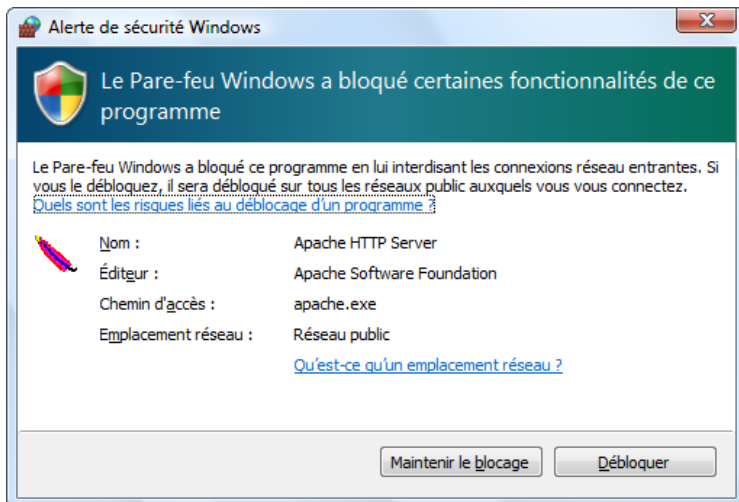 Alerte de sécurité Windows
Le Pare-feu Windows a bloqué certaines fonctionnalités de ce
programme
Le Pare-feu Windows a bloqué ce programme en lui interdisant les connexions réseau entrantes. Si
vous le débloquez, il sera débloqué sur tous les réseaux public auxquels vous vous connectez.
Quels sont les risques liés au déblocage d'un programme ?
Nom : Apache HTTP Server
Éditeur : Apache Software Foundation
Chemin d'accès : apache.exe
Emplacement réseau : Réseau public
Qu'est-ce qu'un emplacement réseau ?
Maintenir le blocage Débloquer